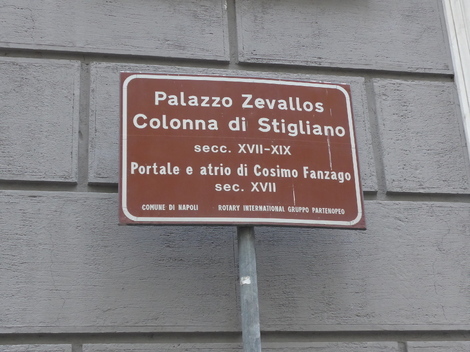 Palazzo Zevallos
Colonna di Stigliano
secc. XVII-XIX
Portale e atrio di Cosimo Fanzago
sec. XVII
COMUNE DI NAPOLI ROTARY INTERNATIONAL GRUPPO PARTENOPEO